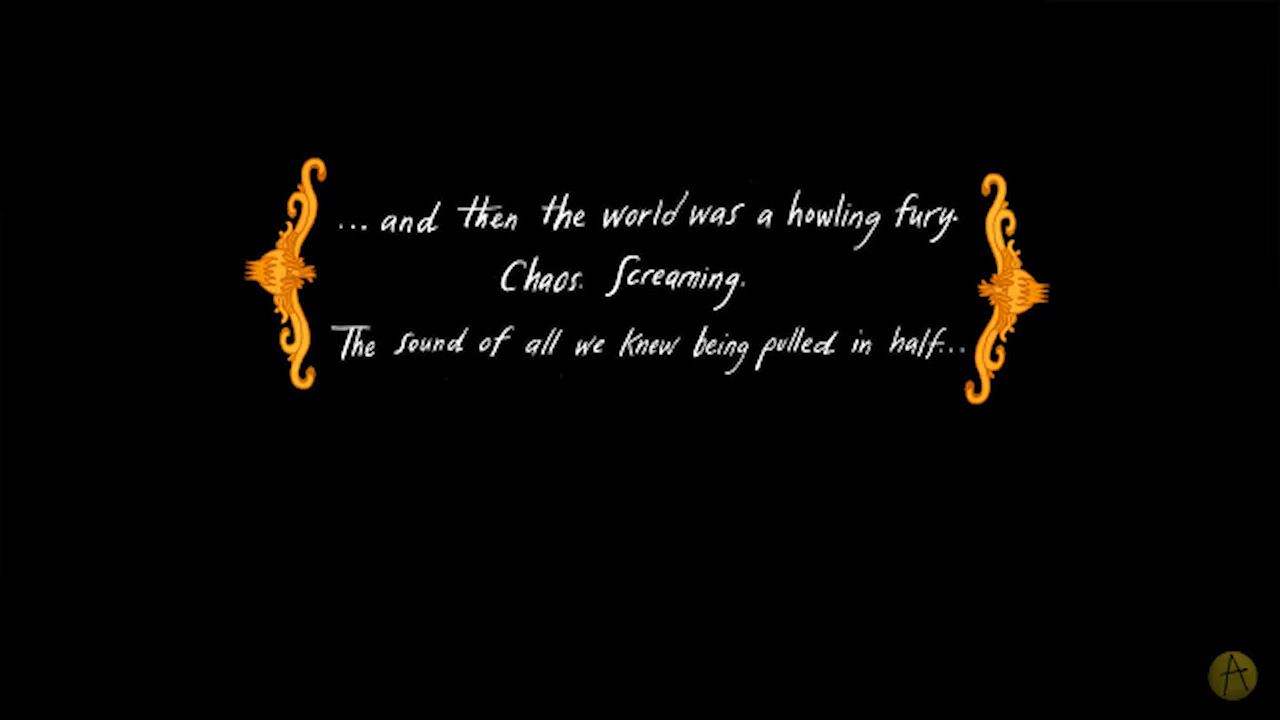 ... and then the world was a howling fury.
Chaos. Screaming.
The sound of all we knew being pulled in half...
A